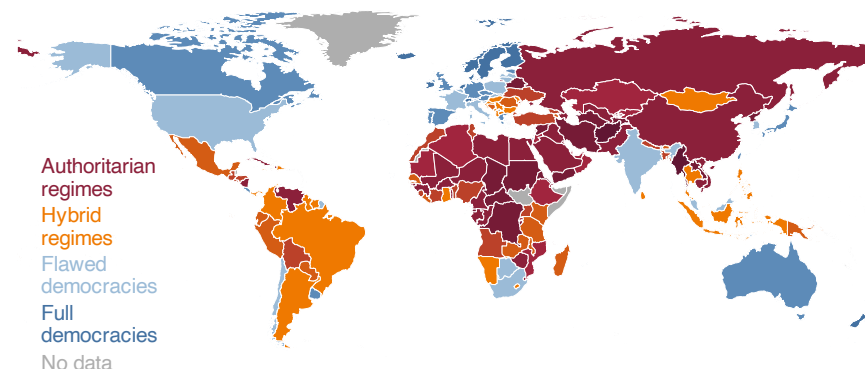 Authoritarian
regimes
Hybrid
regimes
Flawed
democracies
Full
democracies
No data